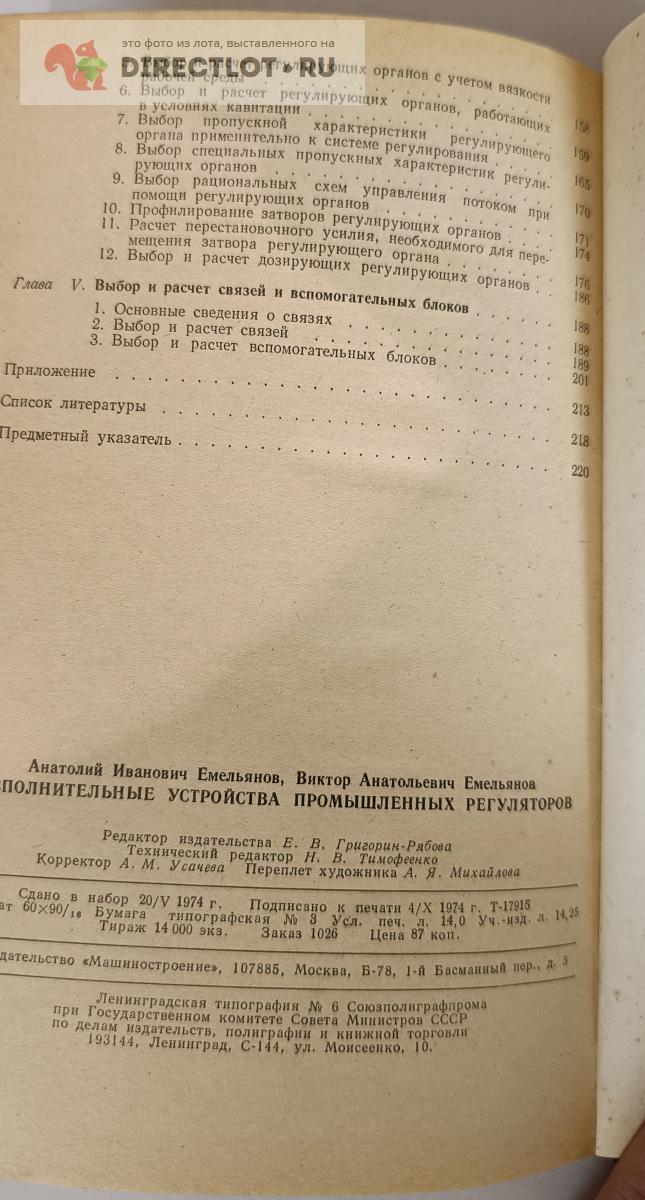 это фото из лота, выставленного на
DIRECTLOT.RU
5. Выбор и расчет регулирующих органов с учетом вязкости
рабочей среды
6. Выбор и расчет регулирующих органов, работающих
в условиях кавитации 158
7. Выбор пропускной характеристики регулирующего
органа применительно к системе регулирования 159
8. Выбор специальных пропускных характеристик регули-
рующих органов 165
9. Выбор рациональных схем управления потоком при
помощи регулирующих органов 170
10. Профилирование затворов регулирующих органов 171
11. Расчет перестановочного усилия, необходимого для пере- 174
мещения затвора регулирующего органа
12. Выбор и расчет дозирующих регулирующих органов 176
186
Глава V. Выбор и расчет связей и вспомогательных блоков 188
1. Основные сведения о связях 188
2. Выбор и расчет связей 189
3. Выбор и расчет вспомогательных блоков 201
Приложение 213
Список литературы 218
Предметный указатель 220
Анатолий Иванович Емельянов, Виктор Анатольевич Емельянов
ПОЛНИТЕЛЬНЫЕ УСТРОЙСТВА ПРОМЫШЛЕННЫХ РЕГУЛЯТОРОВ
Редактор издательства Е. В. Григорин-Рябова
Технический редактор Н. В. Тимофеенко
Корректор А. М. Усачева Переплет художника А. Я. Михайлова
Сдано в набор 20/V 1974 г. Подписано к печати 4/X 1974 г. Т-17915
ат 60×90/16 Бумага типографская № 3 Усл. печ. л. 14,0 Уч.-изд. л. 14,25
Тираж 14 000 экз. Заказ 1026 Цена 87 коп.
дательство «Машиностроение», 107885, Москва, Б-78, 1-й Басманный пер., д. 3
Ленинградская типография № 6 Союзполиграфпрома
при Государственном комитете Совета Министров СССР
по делам издательств, полиграфии и книжной торговли
193144, Ленинград, С-144, ул. Моисеенко, 10.